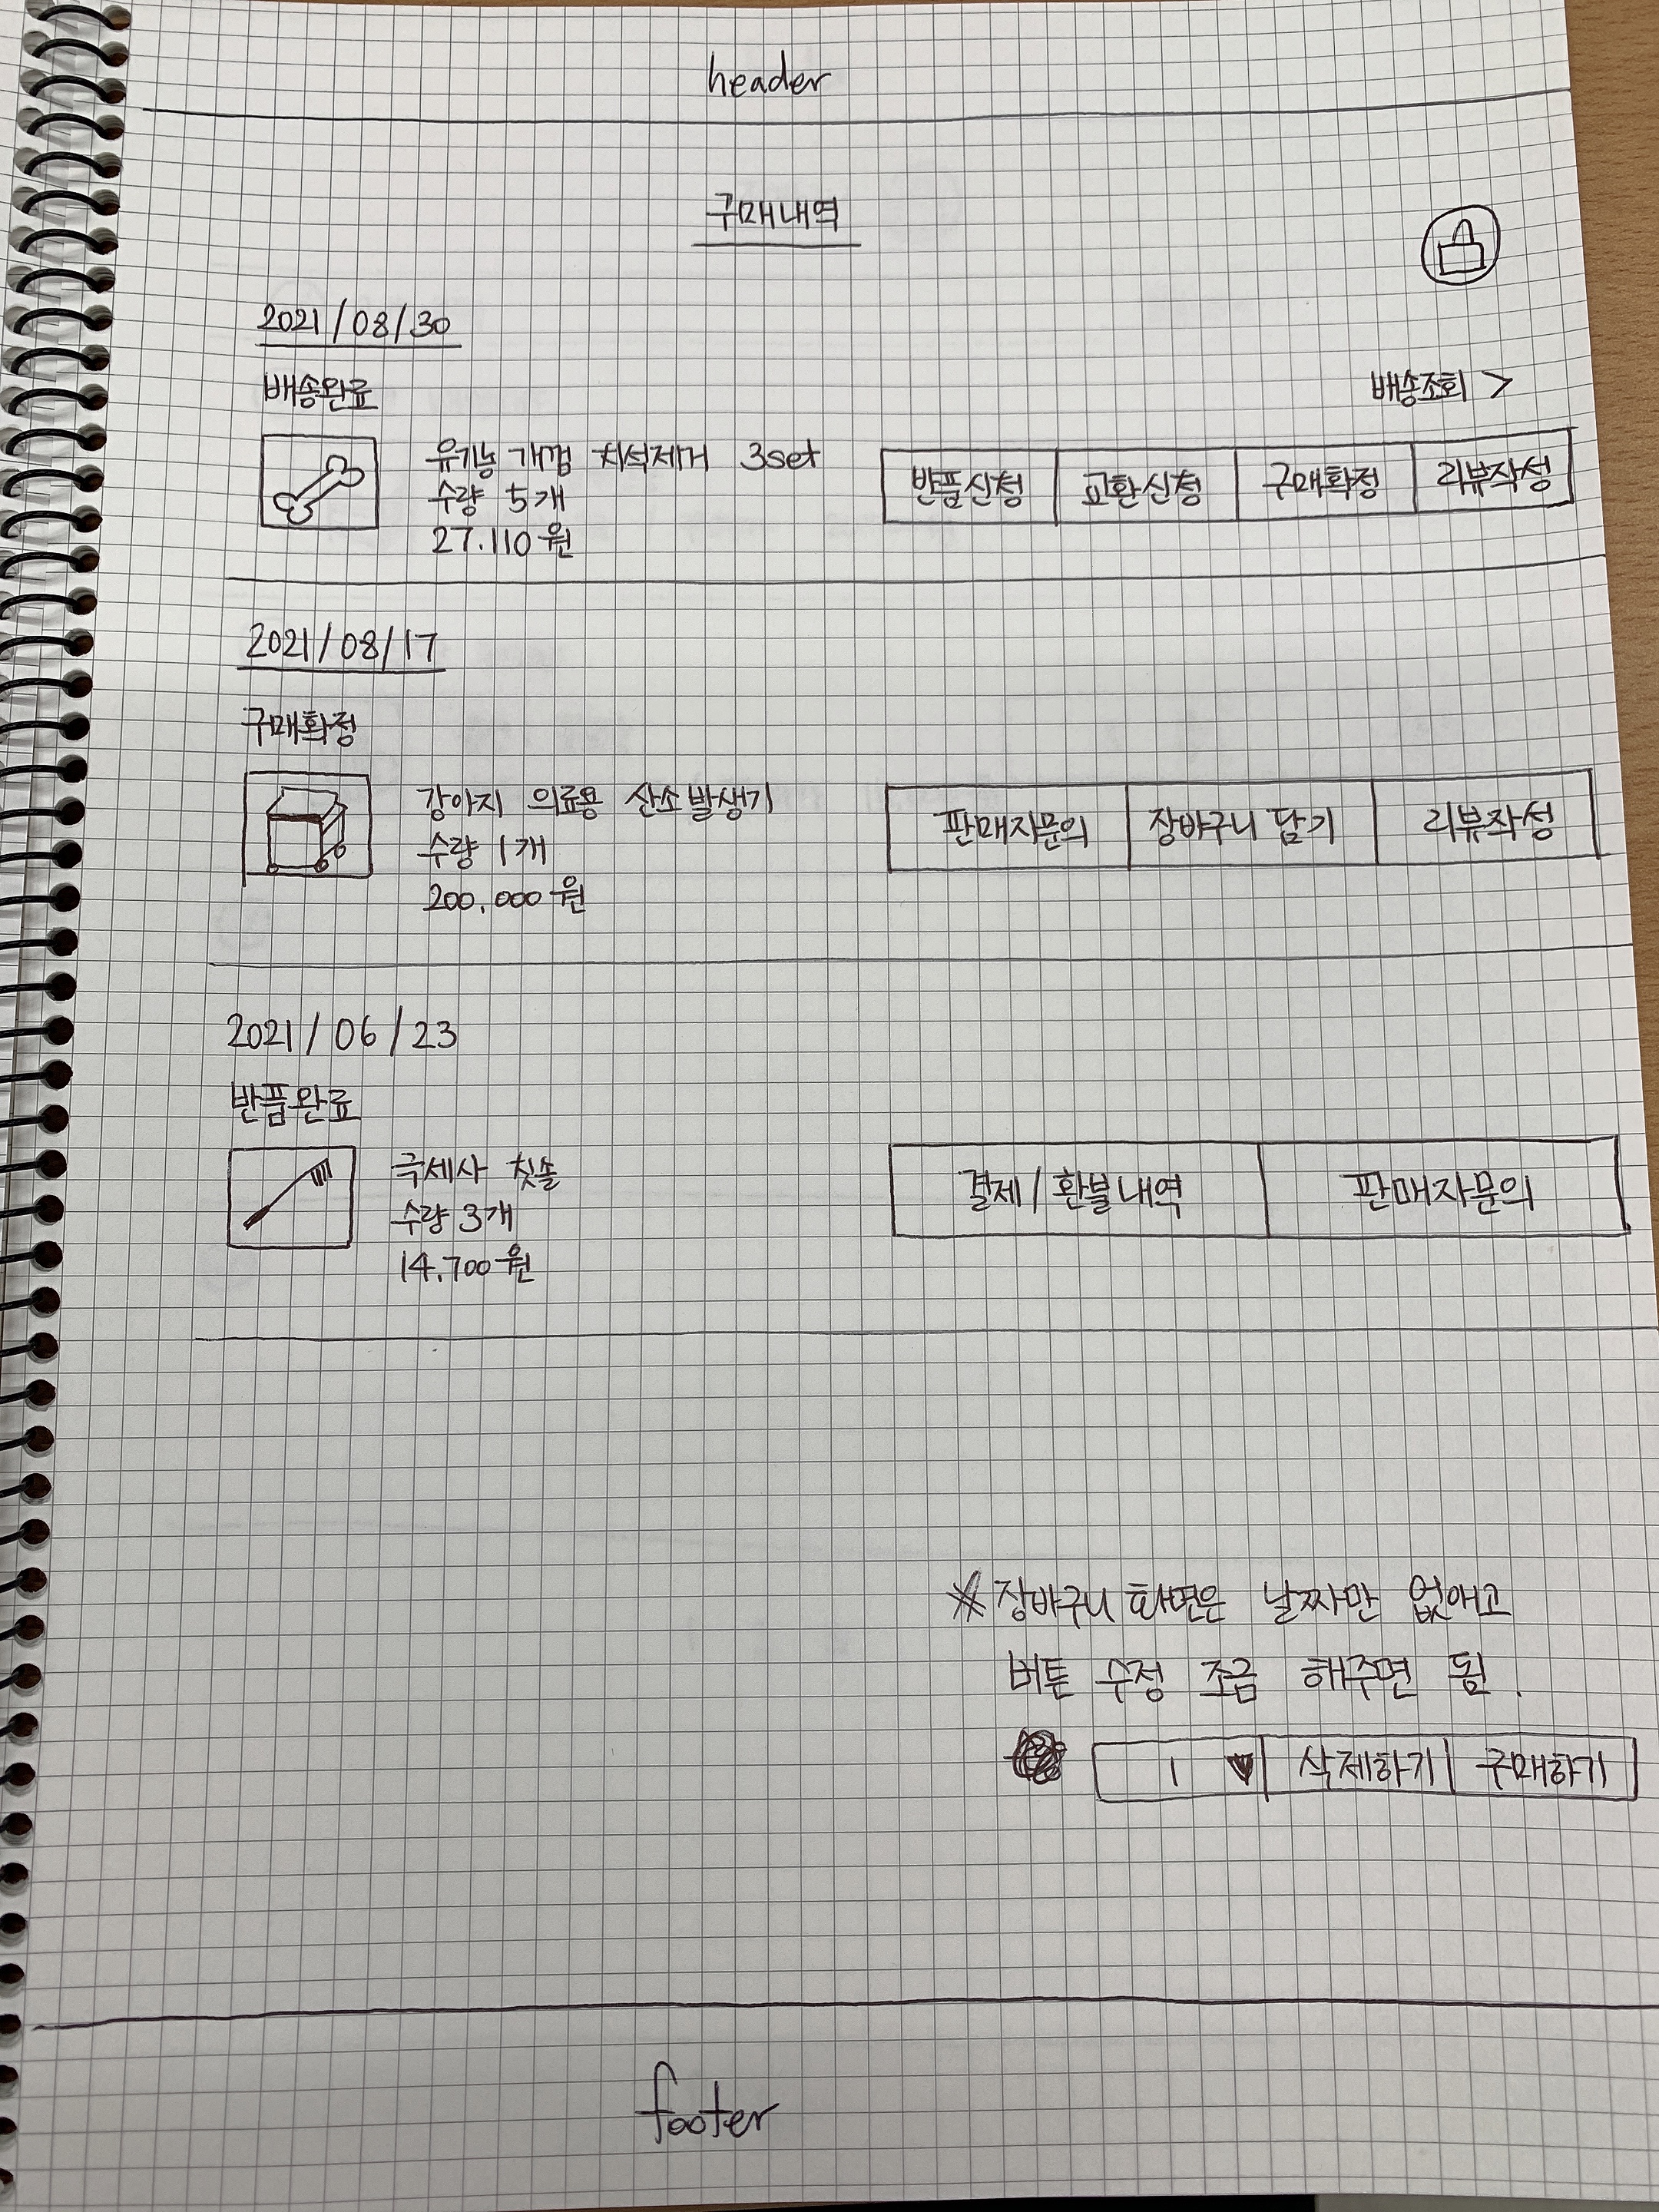 header
구매내역
2021/08/30
배송완료
배송조회 >
유기농 개껌 치석제거 3set
수량 5개
27.110원
반품신청 교환신청 구매확정 리뷰작성
2021/08/17
구매확정
강아지 의료용 산소발생기
수량 1개
200.000원
판매자문의 장바구니 담기 리뷰작성
2021/06/23
반품완료
극세사 칫솔
수량 3개
14.700원
결제/환불내역 판매자문의
※ 장바구니 화면은 날짜만 없애고
버튼 수정 조금 해주면 됨.
1 ▼ 삭제하기 구매하기
footer